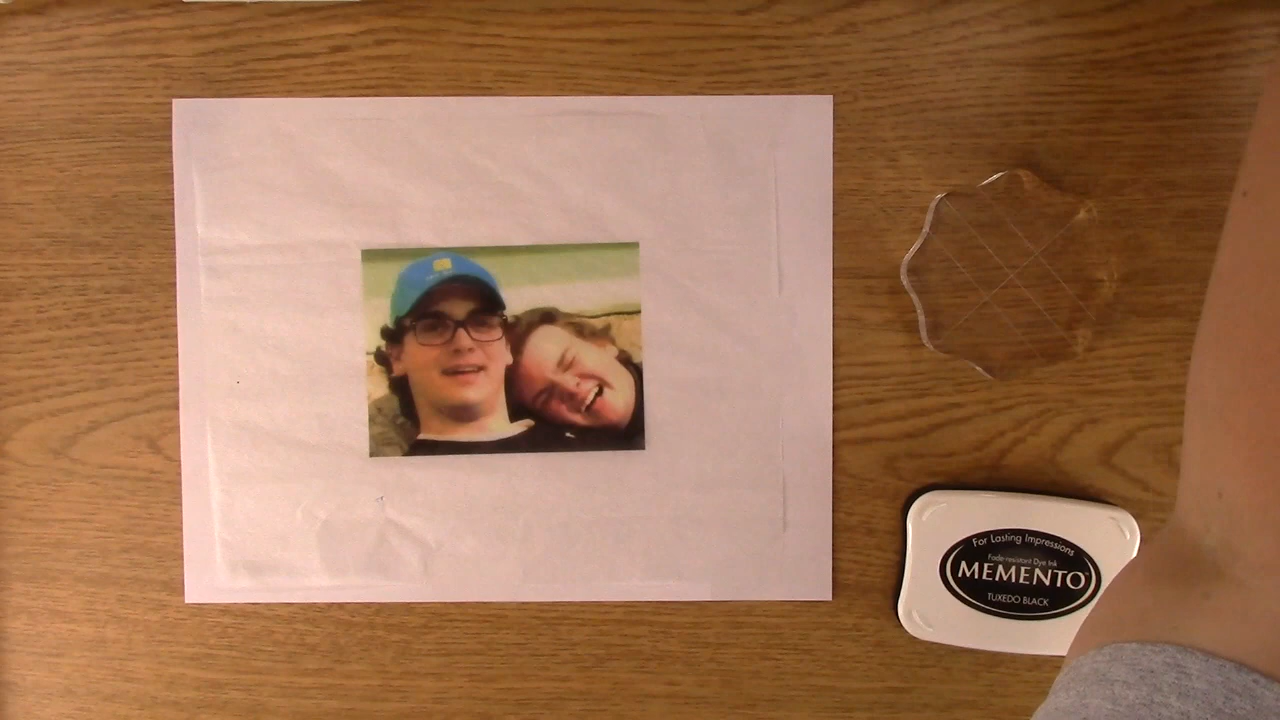 For Lasting Impressions
Fade-resistant Dye Ink
MEMENTO
TUXEDO BLACK